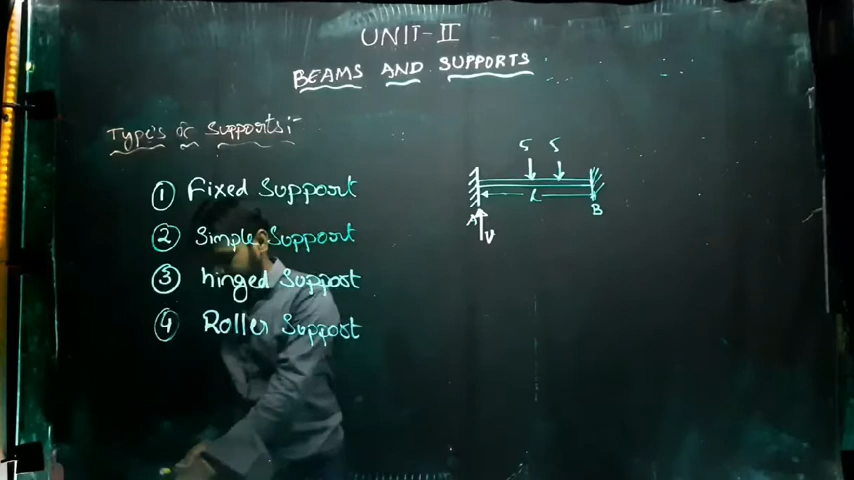 UNIT-II
BEAMS AND SUPPORTS
Types of Supports:-
① Fixed Support
② Simple Support
③ hinged Support
④ Roller Support
5 5
L
A B
V